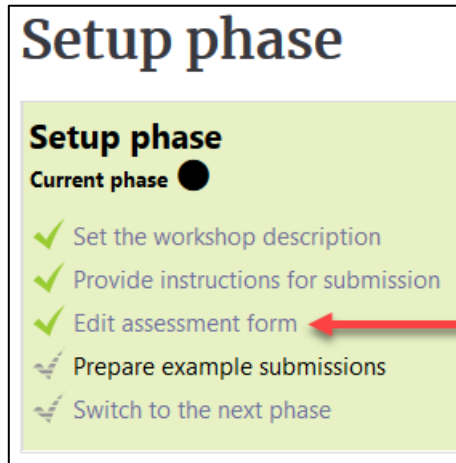 Setup phase
Setup phase
Current phase
Set the workshop description
Provide instructions for submission
Edit assessment form
Prepare example submissions
Switch to the next phase